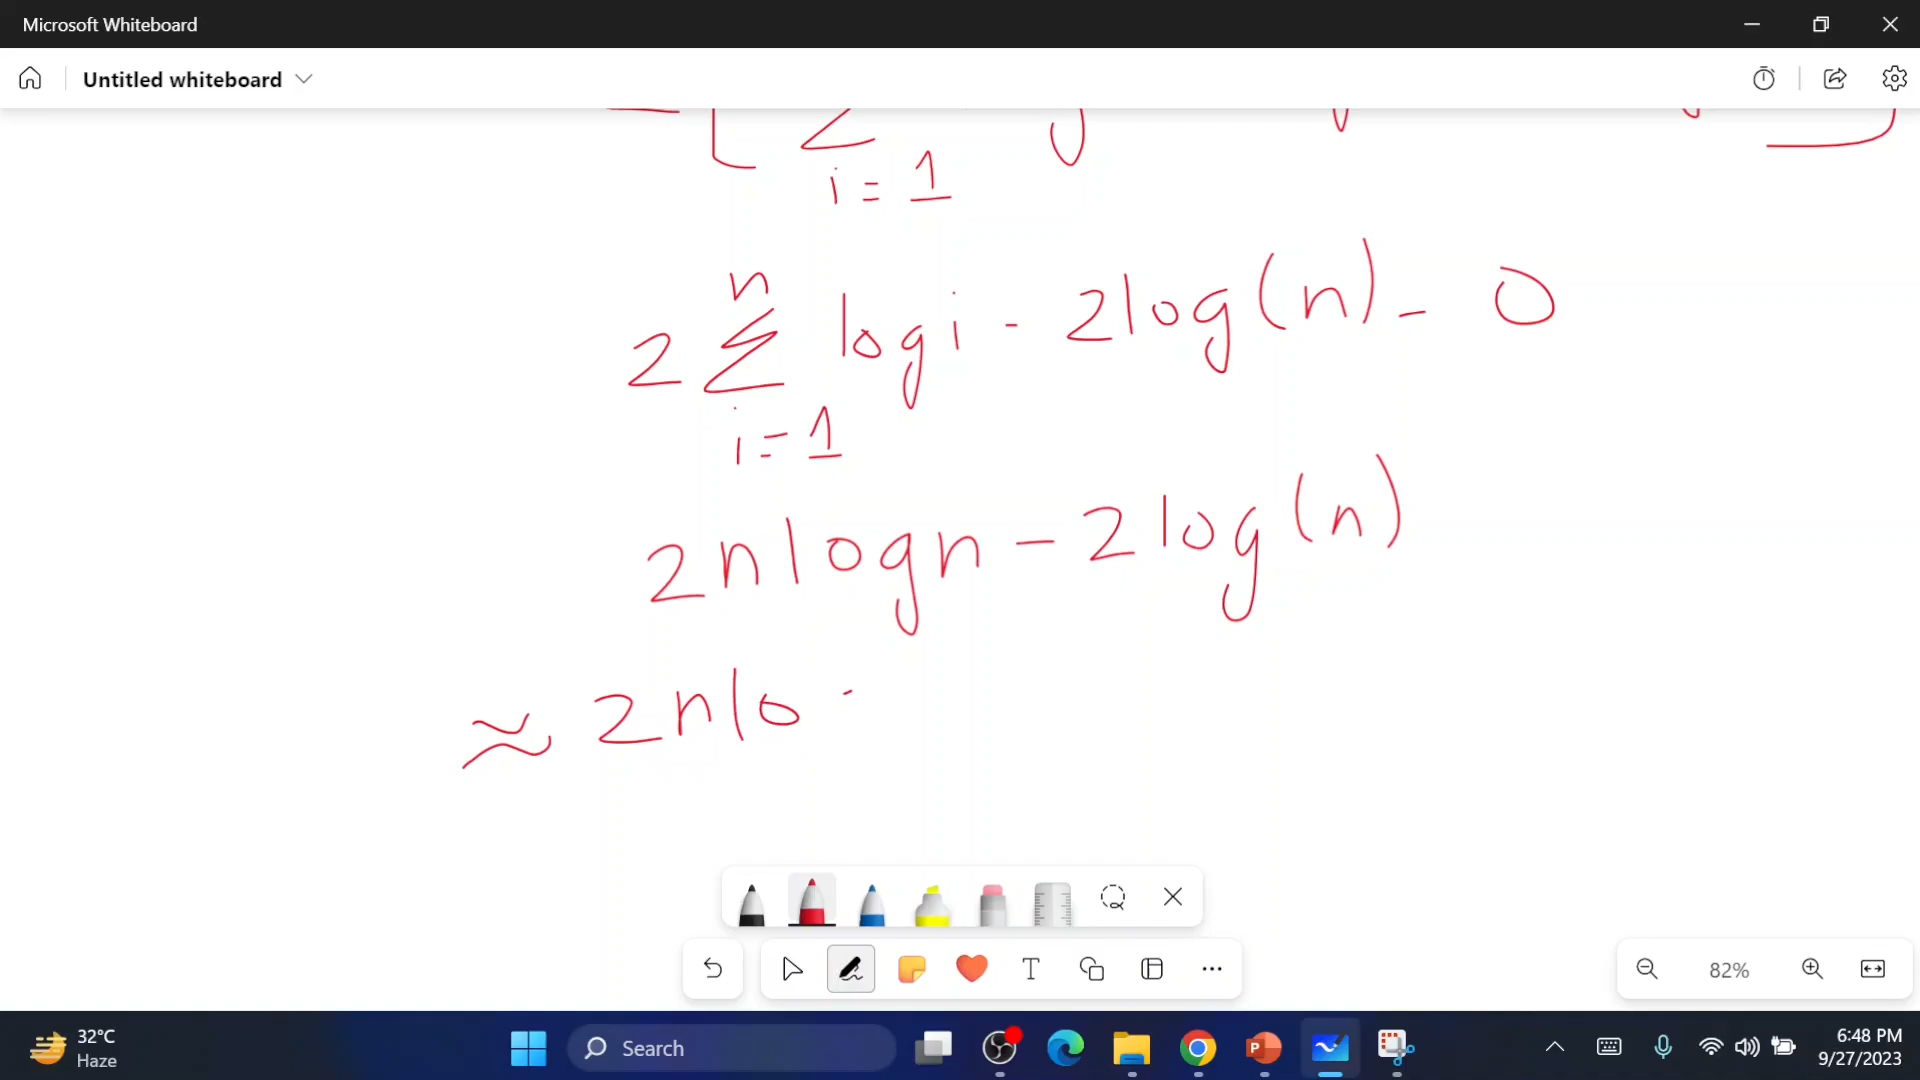 Microsoft Whiteboard
Untitled whiteboard
i = 1
n
2 ∑ log i - 2log(n) - 0
i = 1
2nlogn - 2log(n)
≈ 2nlo
82%
32°C
Haze
Search
6:48 PM
9/27/2023